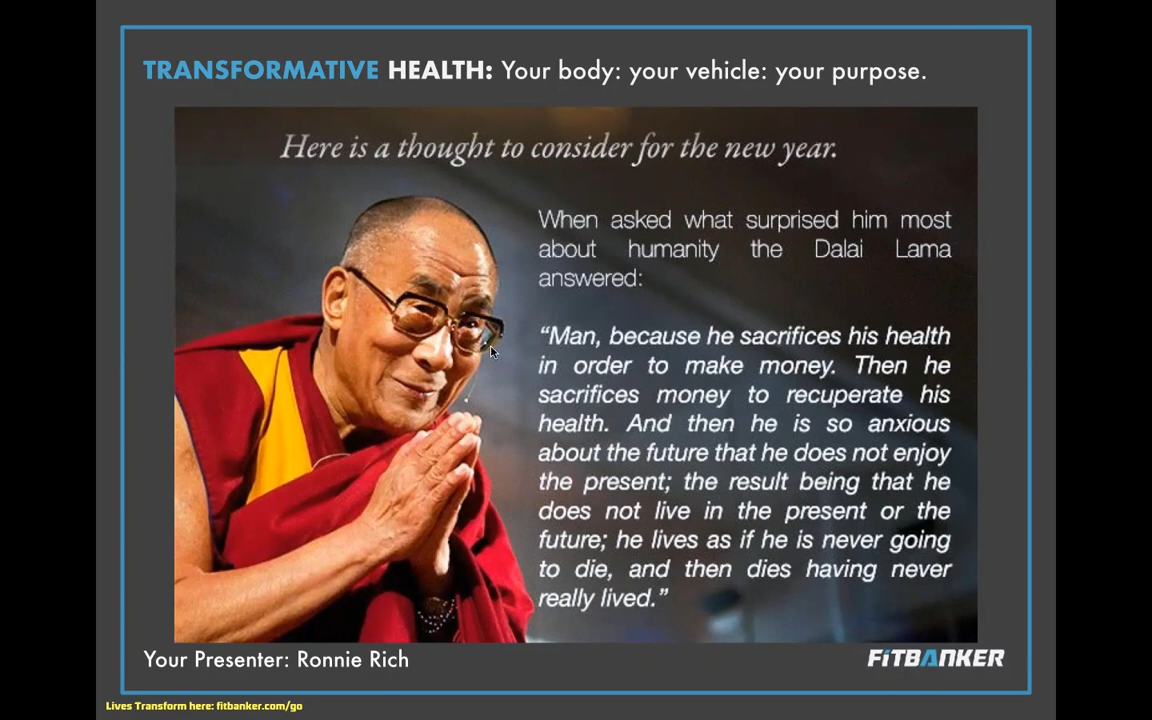 TRANSFORMATIVE HEALTH: Your body: your vehicle: your purpose.
Here is a thought to consider for the new year.
When asked what surprised him most
about humanity the Dalai Lama
answered:
“Man, because he sacrifices his health
in order to make money. Then he
sacrifices money to recuperate his
health. And then he is so anxious
about the future that he does not enjoy
the present; the result being that he
does not live in the present or the
future; he lives as if he is never going
to die, and then dies having never
really lived.”
Your Presenter: Ronnie Rich
FiTBANKER
Lives Transform here: fitbanker.com/go